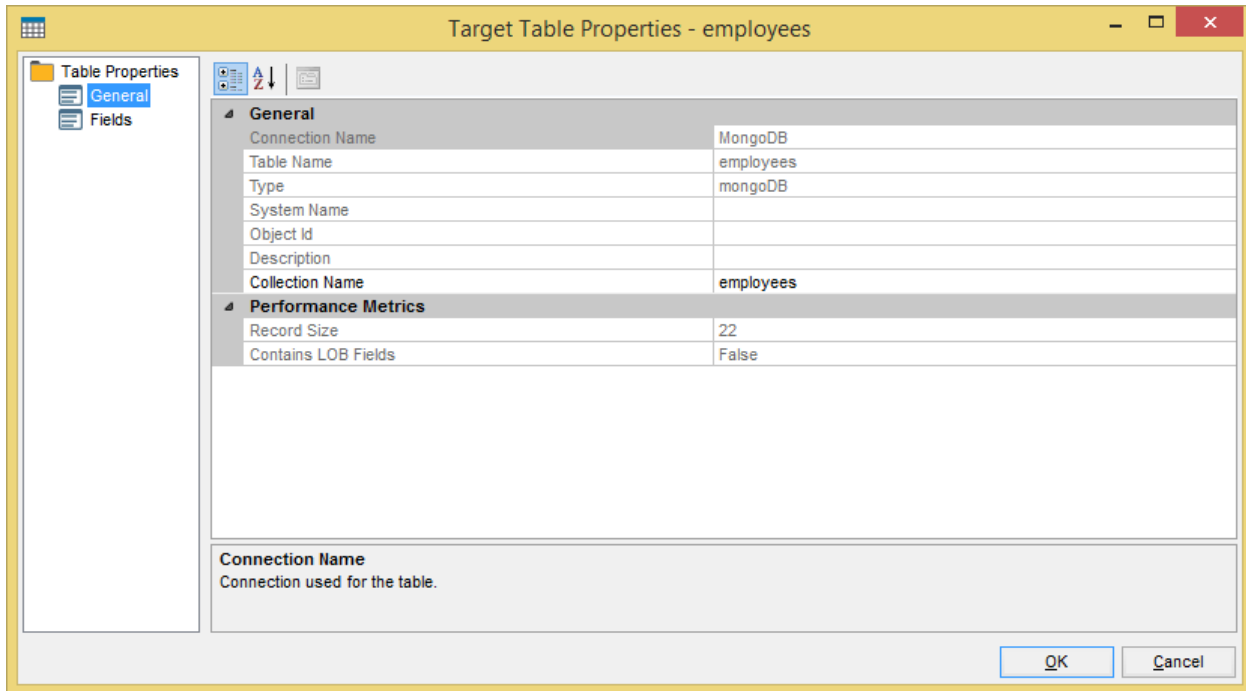 Target Table Properties - employees
Table Properties
General
Fields
General
Connection Name MongoDB
Table Name employees
Type mongoDB
System Name
Object Id
Description
Collection Name employees
Performance Metrics
Record Size 22
Contains LOB Fields False
Connection Name
Connection used for the table.
OK Cancel